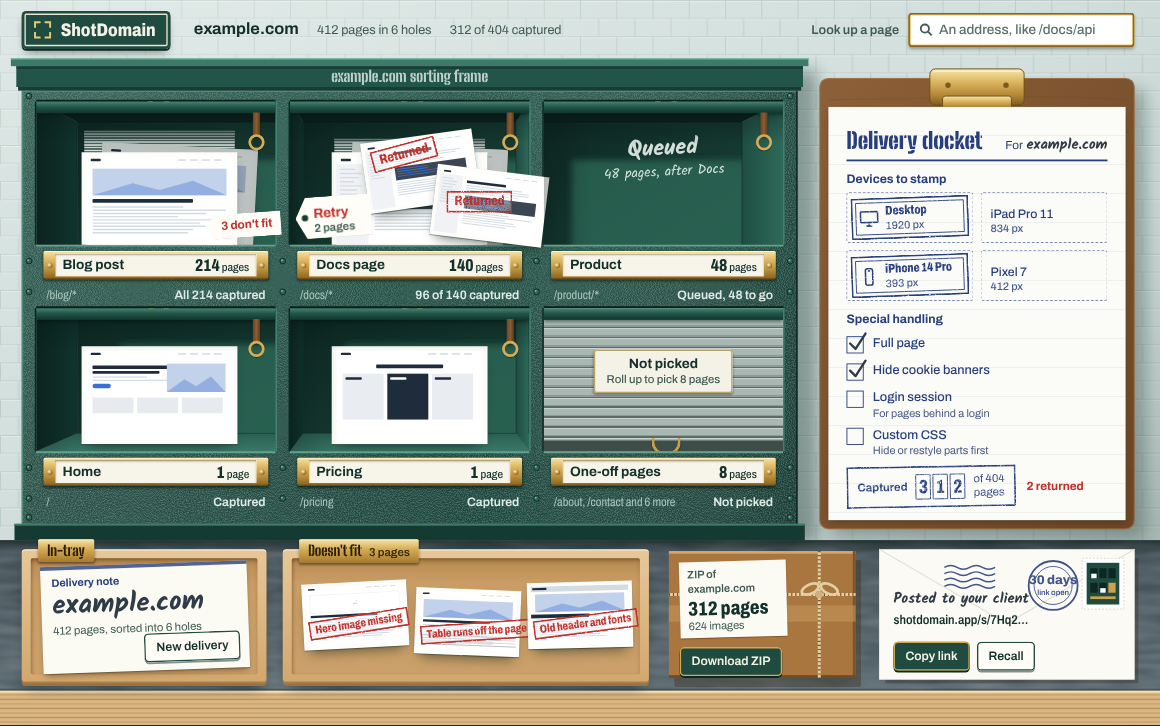 ShotDomain
example.com 412 pages in 6 holes 312 of 404 captured
Look up a page
An address, like /docs/api
example.com sorting frame
3 don't fit
Returned
Returned
Retry
2 pages
Queued
48 pages, after Docs
Blog post 214 pages
/blog/* All 214 captured
Docs page 140 pages
/docs/* 96 of 140 captured
Product 48 pages
/product/* Queued, 48 to go
Not picked
Roll up to pick 8 pages
Home 1 page
/ Captured
Pricing 1 page
/pricing Captured
One-off pages 8 pages
/about, /contact and 6 more Not picked
Delivery docket For example.com
Devices to stamp
Desktop
1920 px
iPad Pro 11
834 px
iPhone 14 Pro
393 px
Pixel 7
412 px
Special handling
Full page
Hide cookie banners
Login session
For pages behind a login
Custom CSS
Hide or restyle parts first
Captured 312 of 404 pages
2 returned
In-tray
Delivery note
example.com
412 pages, sorted into 6 holes
New delivery
Doesn't fit 3 pages
Hero image missing
Table runs off the page
Old header and fonts
ZIP of
example.com
312 pages
624 images
Download ZIP
30 days
link open
Posted to your client
shotdomain.app/s/7Hq2...
Copy link
Recall